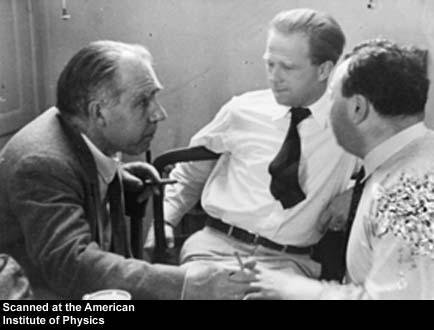 Scanned at the American
Institute of Physics